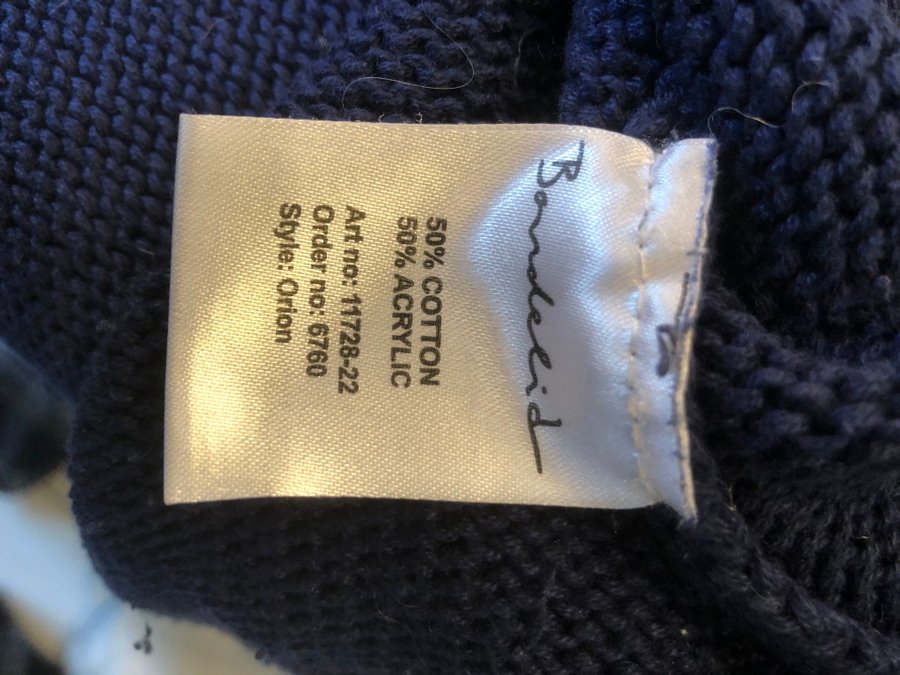 Bondelid
50% COTTON
50% ACRYLIC
Art no: 11728-22
Order no: 6760
Style: Orion